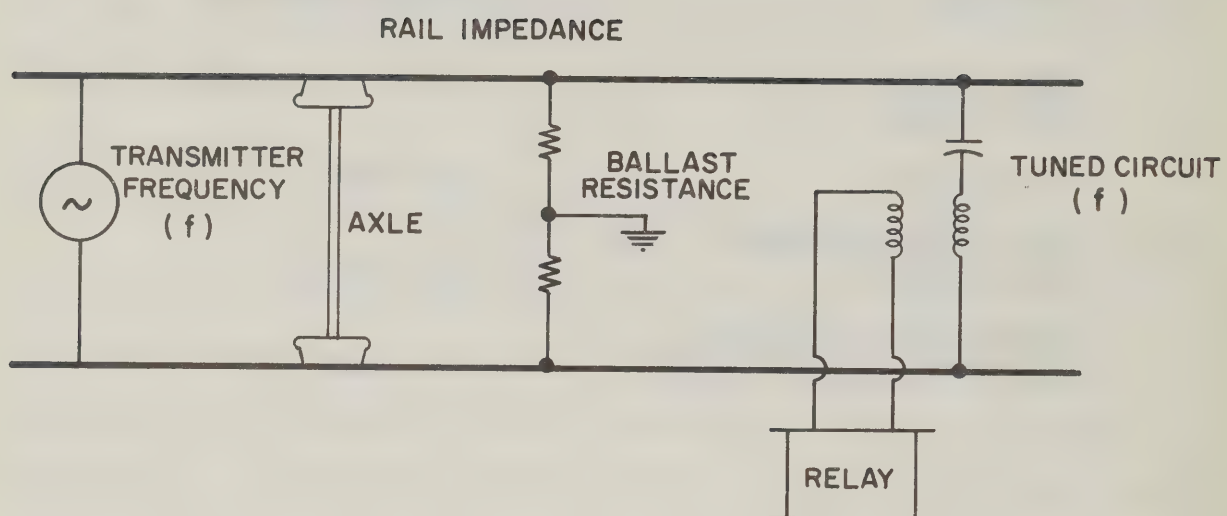 RAIL IMPEDANCE
TRANSMITTER
FREQUENCY
( f )
AXLE
BALLAST
RESISTANCE
TUNED CIRCUIT
( f )
RELAY